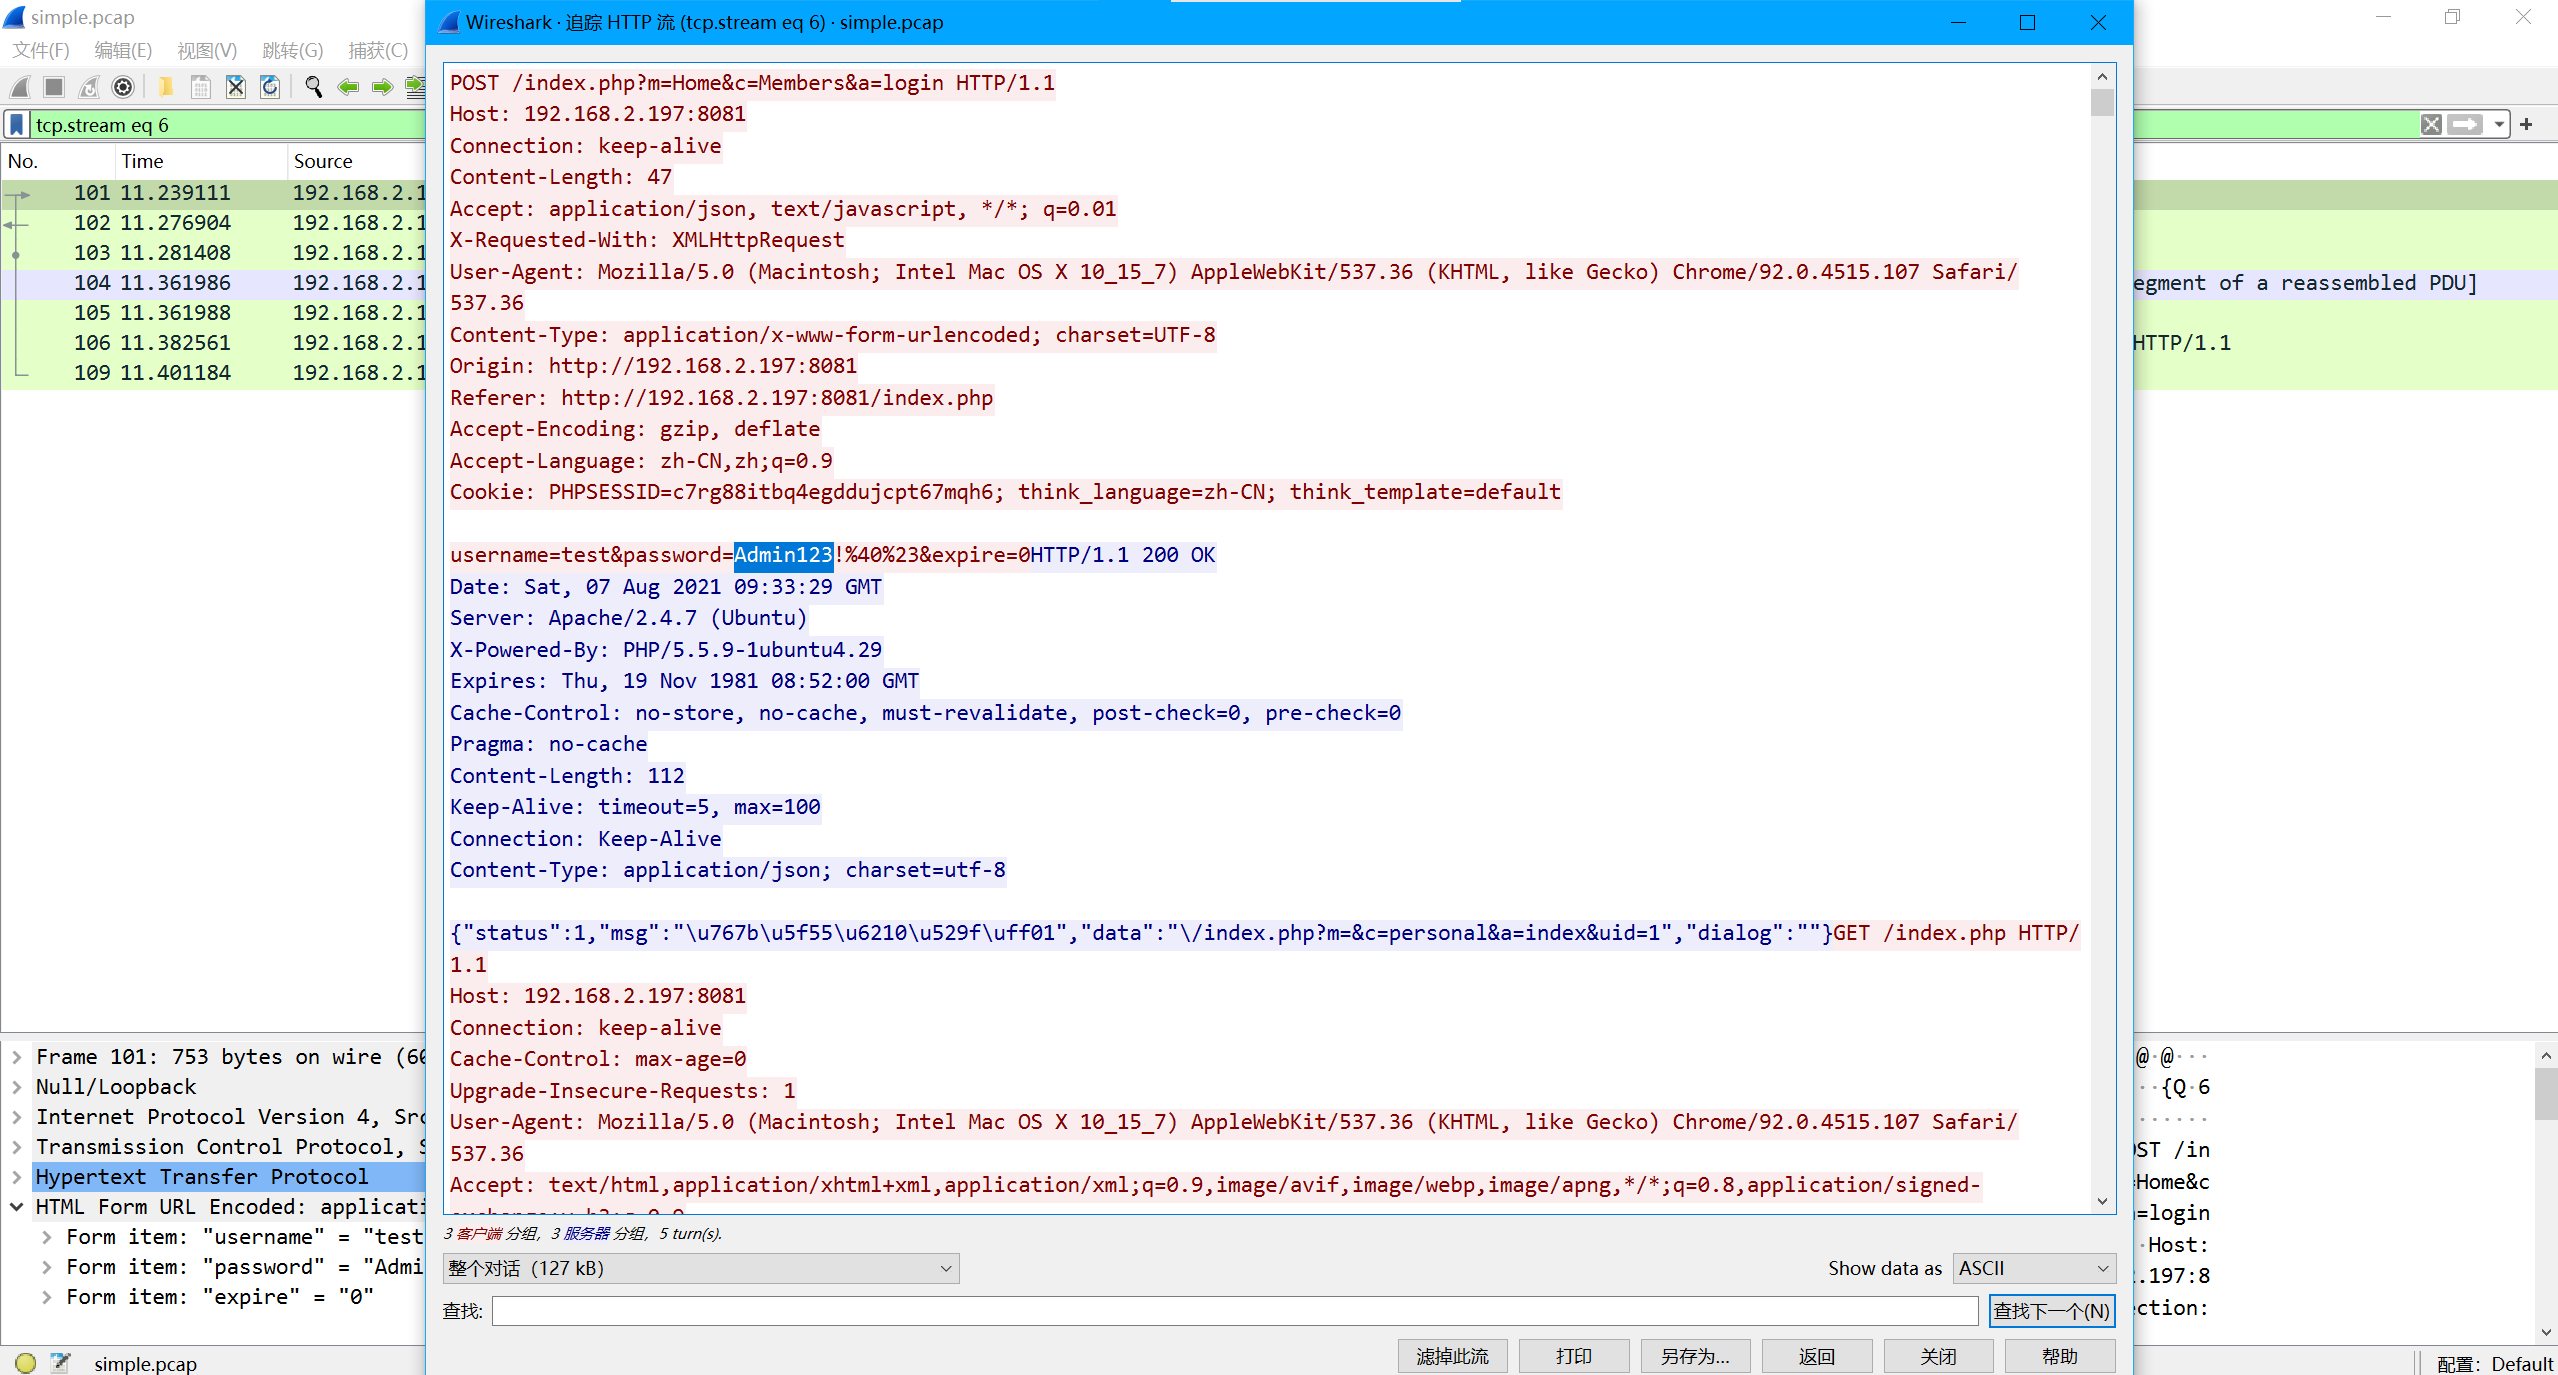 simple.pcap
文件(F) 编辑(E) 视图(V) 跳转(G) 捕获(C)
tcp.stream eq 6
No. Time Source
101 11.239111 192.168.2.1
102 11.276904 192.168.2.1
103 11.281408 192.168.2.1
104 11.361986 192.168.2.1
105 11.361988 192.168.2.1
106 11.382561 192.168.2.1
109 11.401184 192.168.2.1
egment of a reassembled PDU]
HTTP/1.1
Wireshark · 追踪 HTTP 流 (tcp.stream eq 6) · simple.pcap
POST /index.php?m=Home&c=Members&a=login HTTP/1.1
Host: 192.168.2.197:8081
Connection: keep-alive
Content-Length: 47
Accept: application/json, text/javascript, */*; q=0.01
X-Requested-With: XMLHttpRequest
User-Agent: Mozilla/5.0 (Macintosh; Intel Mac OS X 10_15_7) AppleWebKit/537.36 (KHTML, like Gecko) Chrome/92.0.4515.107 Safari/
537.36
Content-Type: application/x-www-form-urlencoded; charset=UTF-8
Origin: http://192.168.2.197:8081
Referer: http://192.168.2.197:8081/index.php
Accept-Encoding: gzip, deflate
Accept-Language: zh-CN,zh;q=0.9
Cookie: PHPSESSID=c7rg88itbq4egddujcpt67mqh6; think_language=zh-CN; think_template=default
username=test&password=Admin123!%40%23&expire=0HTTP/1.1 200 OK
Date: Sat, 07 Aug 2021 09:33:29 GMT
Server: Apache/2.4.7 (Ubuntu)
X-Powered-By: PHP/5.5.9-1ubuntu4.29
Expires: Thu, 19 Nov 1981 08:52:00 GMT
Cache-Control: no-store, no-cache, must-revalidate, post-check=0, pre-check=0
Pragma: no-cache
Content-Length: 112
Keep-Alive: timeout=5, max=100
Connection: Keep-Alive
Content-Type: application/json; charset=utf-8
{"status":1,"msg":"\u767b\u5f55\u6210\u529f\uff01","data":"\/index.php?m=&c=personal&a=index&uid=1","dialog":""}GET /index.php HTTP/
1.1
Host: 192.168.2.197:8081
Connection: keep-alive
Cache-Control: max-age=0
Upgrade-Insecure-Requests: 1
User-Agent: Mozilla/5.0 (Macintosh; Intel Mac OS X 10_15_7) AppleWebKit/537.36 (KHTML, like Gecko) Chrome/92.0.4515.107 Safari/
537.36
Accept: text/html,application/xhtml+xml,application/xml;q=0.9,image/avif,image/webp,image/apng,*/*;q=0.8,application/signed-
3 客户端 分组，3 服务器 分组，5 turn(s).
整个对话（127 kB） Show data as ASCII
查找: 查找下一个(N)
滤掉此流 打印 另存为… 返回 关闭 帮助
Frame 101: 753 bytes on wire (60
Null/Loopback
Internet Protocol Version 4, Src
Transmission Control Protocol, S
Hypertext Transfer Protocol
HTML Form URL Encoded: applicati
Form item: "username" = "test
Form item: "password" = "Admi
Form item: "expire" = "0"
@·@···
··{Q·6
······
OST /in
=Home&c
=login
·Host:
.197:8
ection:
simple.pcap
配置：Default